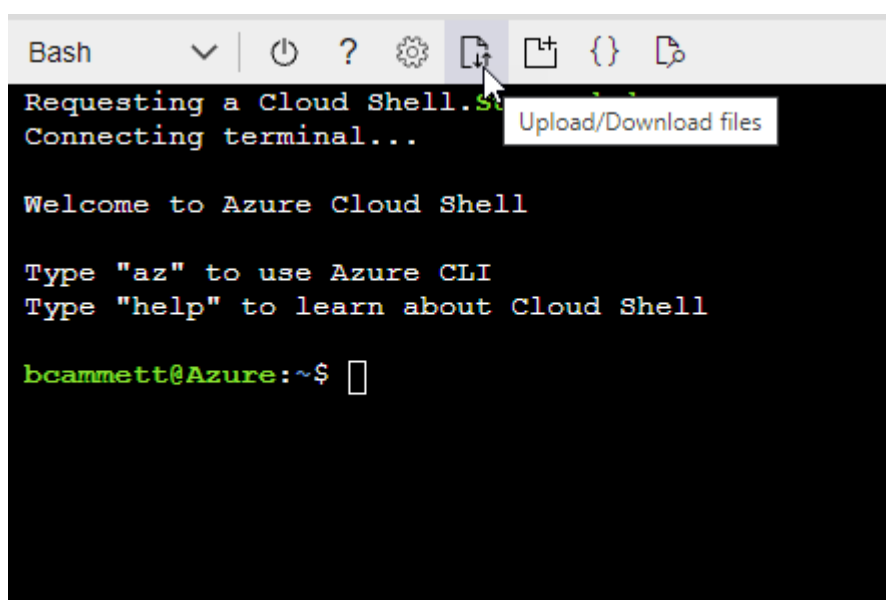 Bash
?
{}
Requesting a Cloud Shell.
Upload/Download files
Connecting terminal...
Welcome to Azure Cloud Shell
Type "az" to use Azure CLI
Type "help" to learn about Cloud Shell
bcammett@Azure:~$